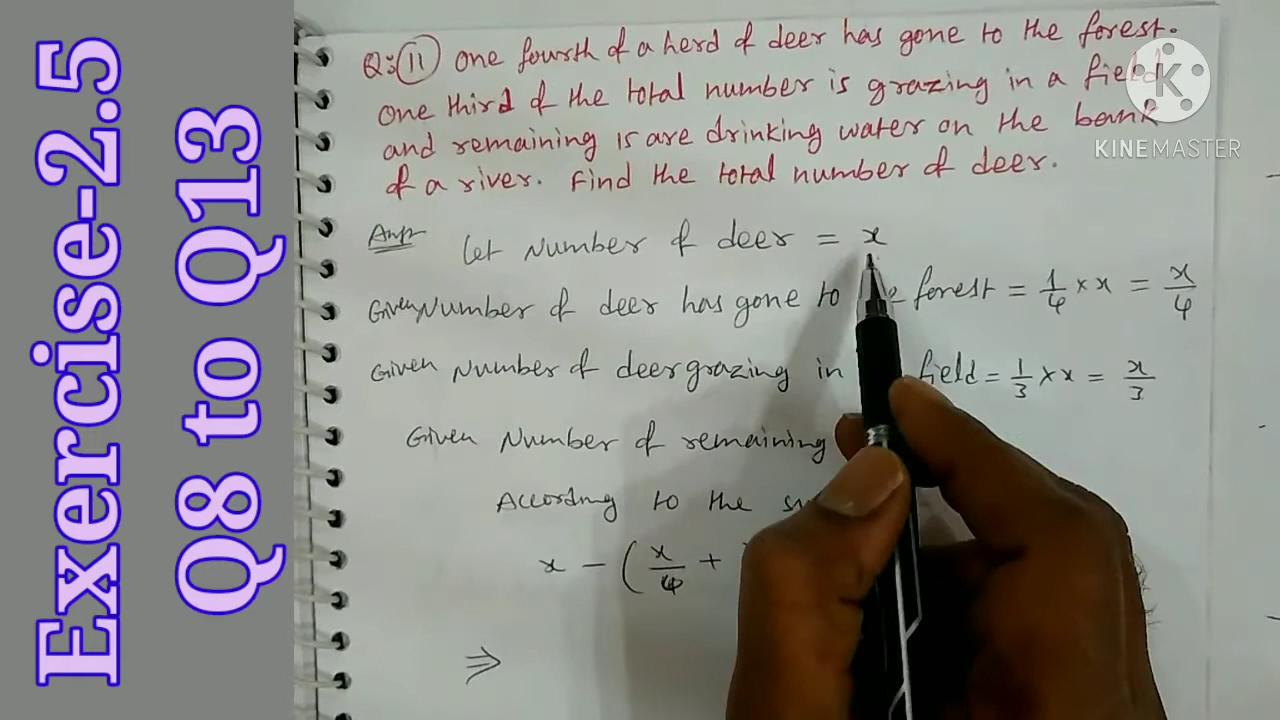 Exercise-2.5
Q8 to Q13
Q:⑪ One fourth of a herd of deer has gone to the forest.
One third of the total number is grazing in a field
and remaining 15 are drinking water on the bank
of a river. Find the total number of deer.
KINEMASTER
Ans Let Number of deer = x
Given Number of deer has gone to forest = 1/4 × x = x/4
Given Number of deer grazing in field = 1/3 × x = x/3
Given Number of remaining
According to the
x - ( x/4 +
⇒